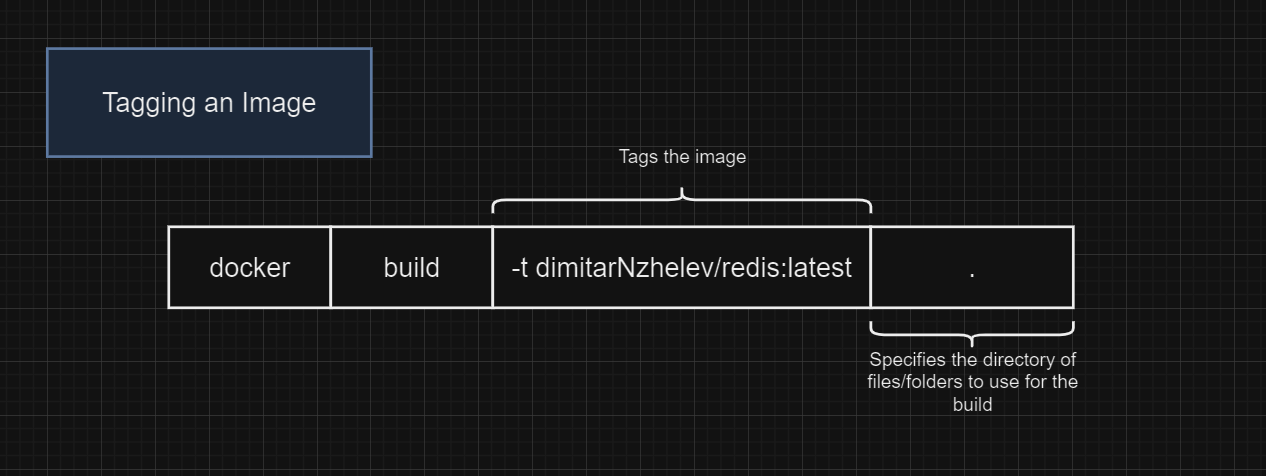 Tagging an Image
Tags the image
docker build -t dimitarNzhelev/redis:latest .
Specifies the directory of
files/folders to use for the
build